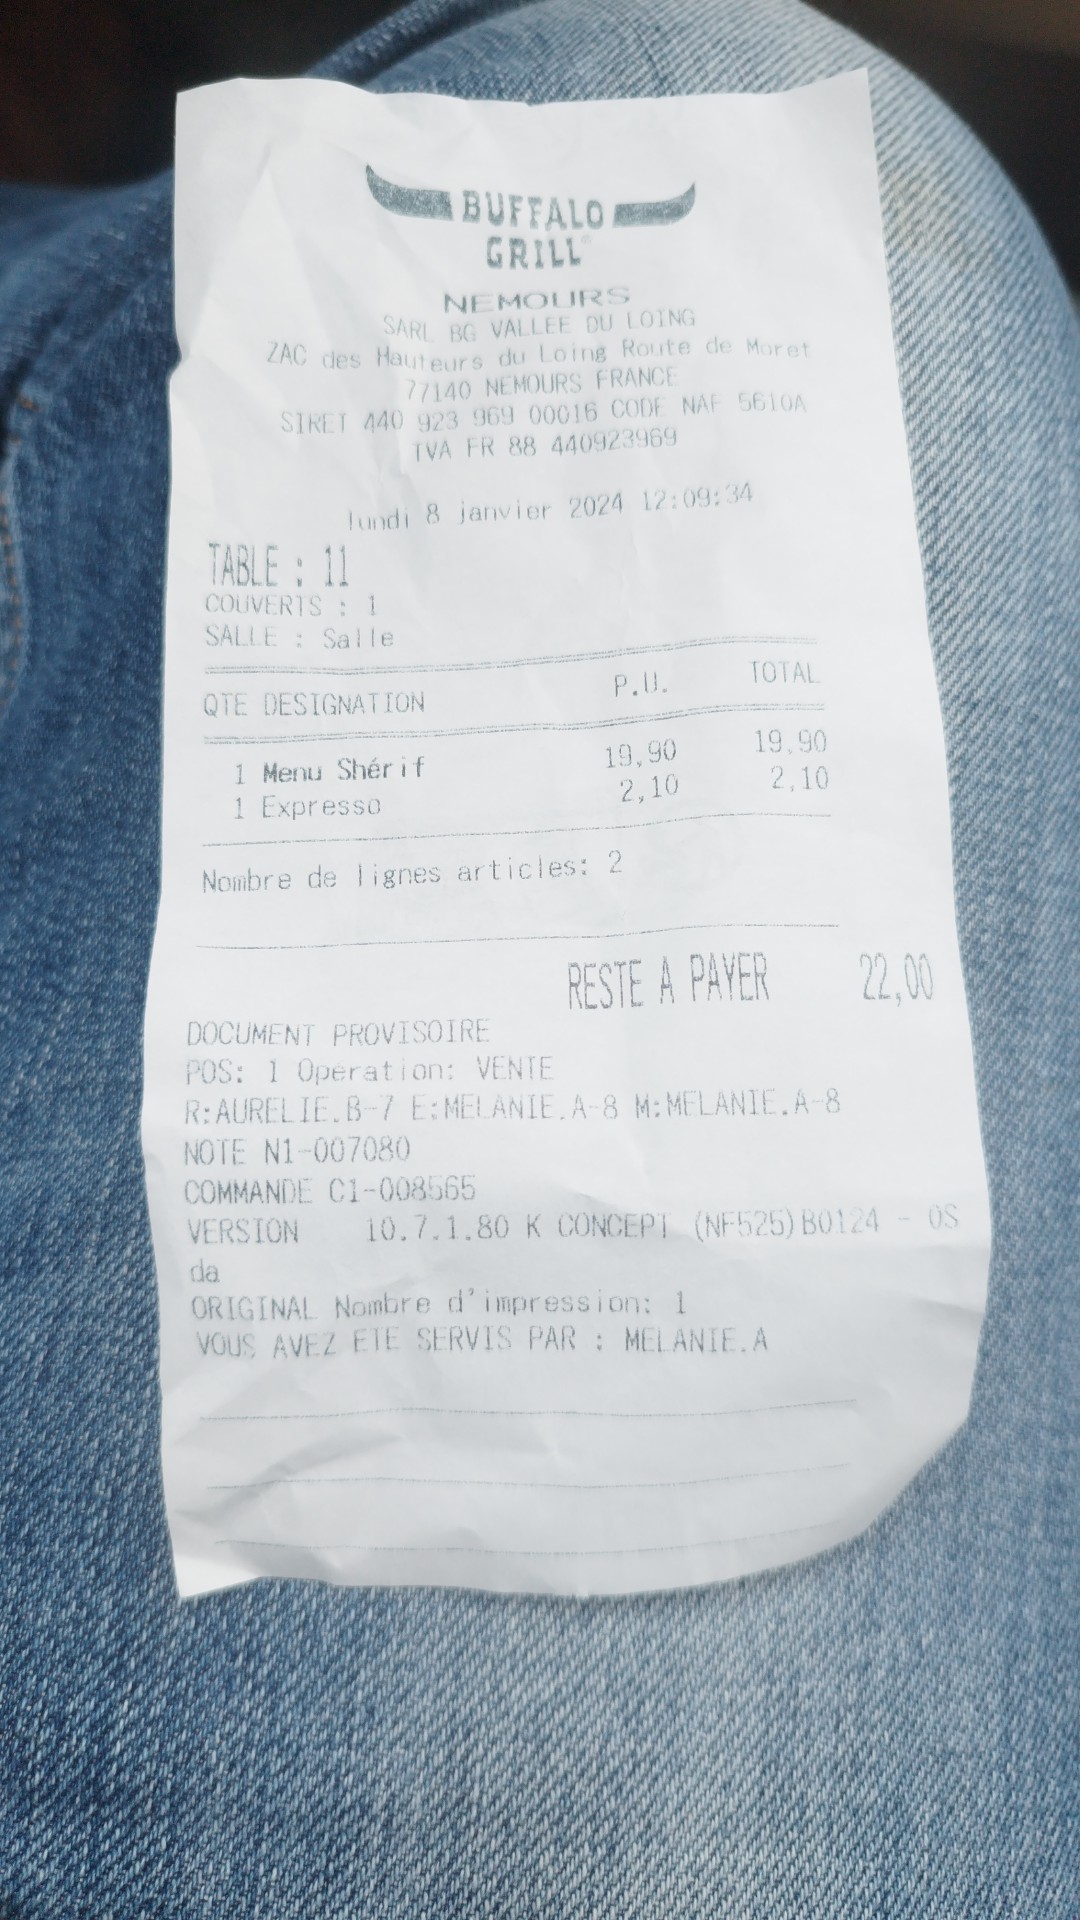 BUFFALO
GRILL
NEMOURS
SARL BG VALLEE DU LOING
ZAC des Hauteurs du Loing Route de Moret
77140 NEMOURS FRANCE
SIRET 440 923 969 00016 CODE NAF 5610A
TVA FR 88 440923969
lundi 8 janvier 2024 12:09:34
TABLE : 11
COUVERTS : 1
SALLE : Salle
QTE DESIGNATION P.U. TOTAL
1 Menu Shérif 19,90 19,90
1 Expresso 2,10 2,10
Nombre de lignes articles: 2
RESTE A PAYER 22,00
DOCUMENT PROVISOIRE
POS: 1 Operation: VENTE
R:AURELIE.B-7 E:MELANIE.A-8 M:MELANIE.A-8
NOTE N1-007080
COMMANDE C1-008565
VERSION 10.7.1.80 K CONCEPT (NF525)B0124 - OS
da
ORIGINAL Nombre d'impression: 1
VOUS AVEZ ETE SERVIS PAR : MELANIE.A